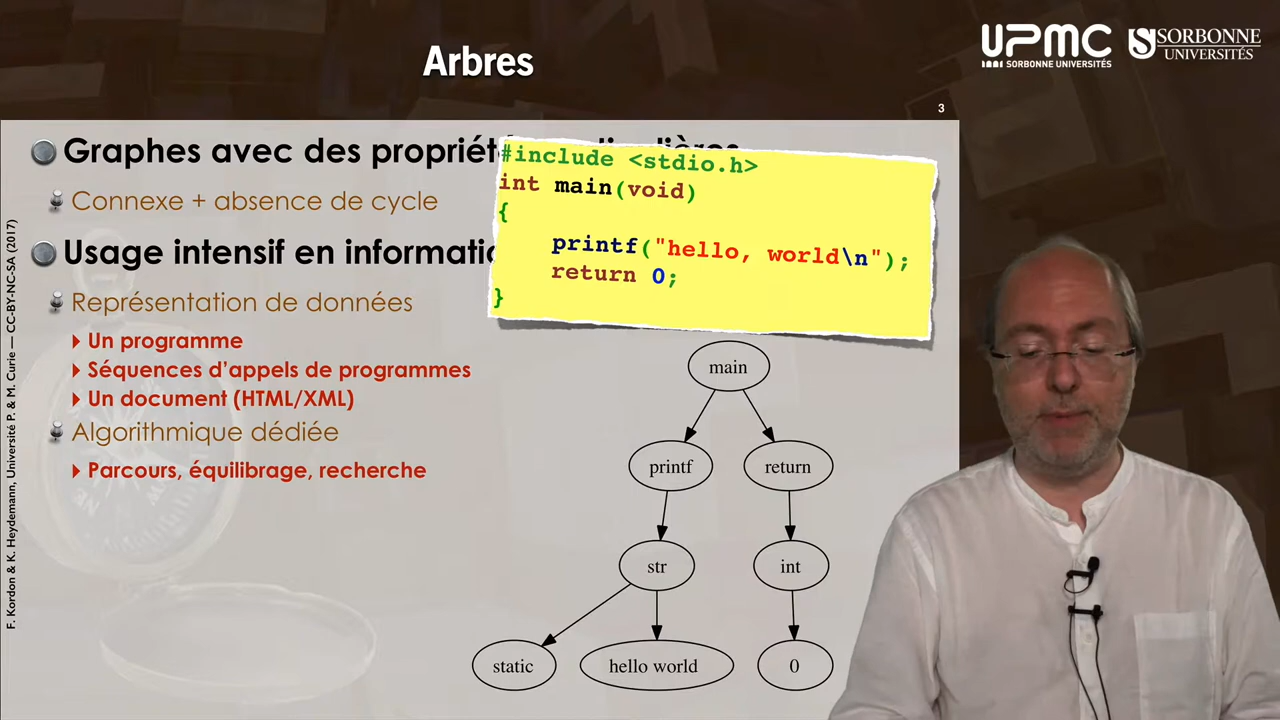 Arbres
UPMC
SORBONNE UNIVERSITÉS
SORBONNE
UNIVERSITÉS
3
Graphes avec des
Connexe + absence de cycle
Usage intensif en
Représentation de données
Un programme
Séquences d’appels de programmes
Un document (HTML/XML)
Algorithmique dédiée
Parcours, équilibrage, recherche
#include <stdio.h>
int main(void)
{
printf("hello, world\n");
return 0;
}
main
printf
return
str
int
static
hello world
0
F. Kordon & K. Heydemann, Université P. & M. Curie — CC-BY-NC-SA (2017)